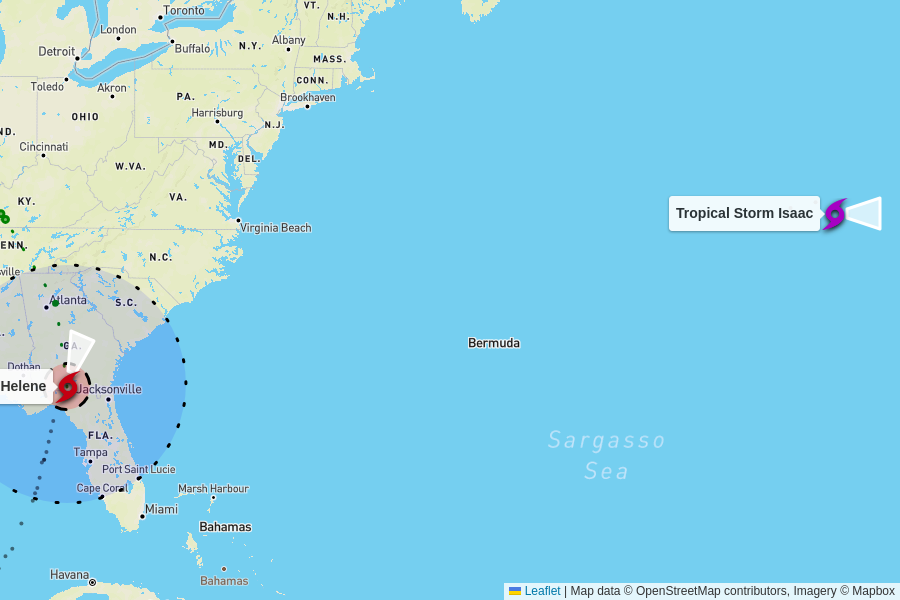 VT.
Toronto
N.H.
London
Albany
N.Y.
Buffalo
Detroit
MASS.
CONN.
Toledo
Akron
PA.
Brookhaven
OHIO
Harrisburg
N.J.
ND.
MD.
Cincinnati
DEL.
W.VA.
VA.
KY.
Tropical Storm Isaac
Virginia Beach
ENN.
N.C.
sville
Atlanta
S.C.
GA.
Bermuda
Dothan
Helene
Jacksonville
FLA.
Sargasso
Sea
Tampa
Port Saint Lucie
Cape Coral
Marsh Harbour
Miami
Bahamas
Havana
Bahamas
Leaflet | Map data © OpenStreetMap contributors, Imagery © Mapbox